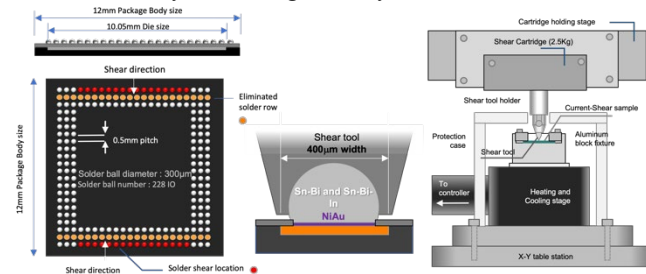 12mm Package Body size
10.05mm Die size
Shear direction
12mm Package Body size
Eliminated
solder row
0.5mm pitch
Solder ball diameter : 300μm
Solder ball number : 228 IO
Shear direction
Solder shear location
Shear tool
400μm width
Sn-Bi and Sn-Bi-
In
NiAu
Cartridge holding stage
Shear Cartridge (2.5Kg)
Shear tool holder
Current-Shear sample
Protection
case
Aluminum
block fixture
Shear tool
To
controller
Heating and
Cooling stage
X-Y table station